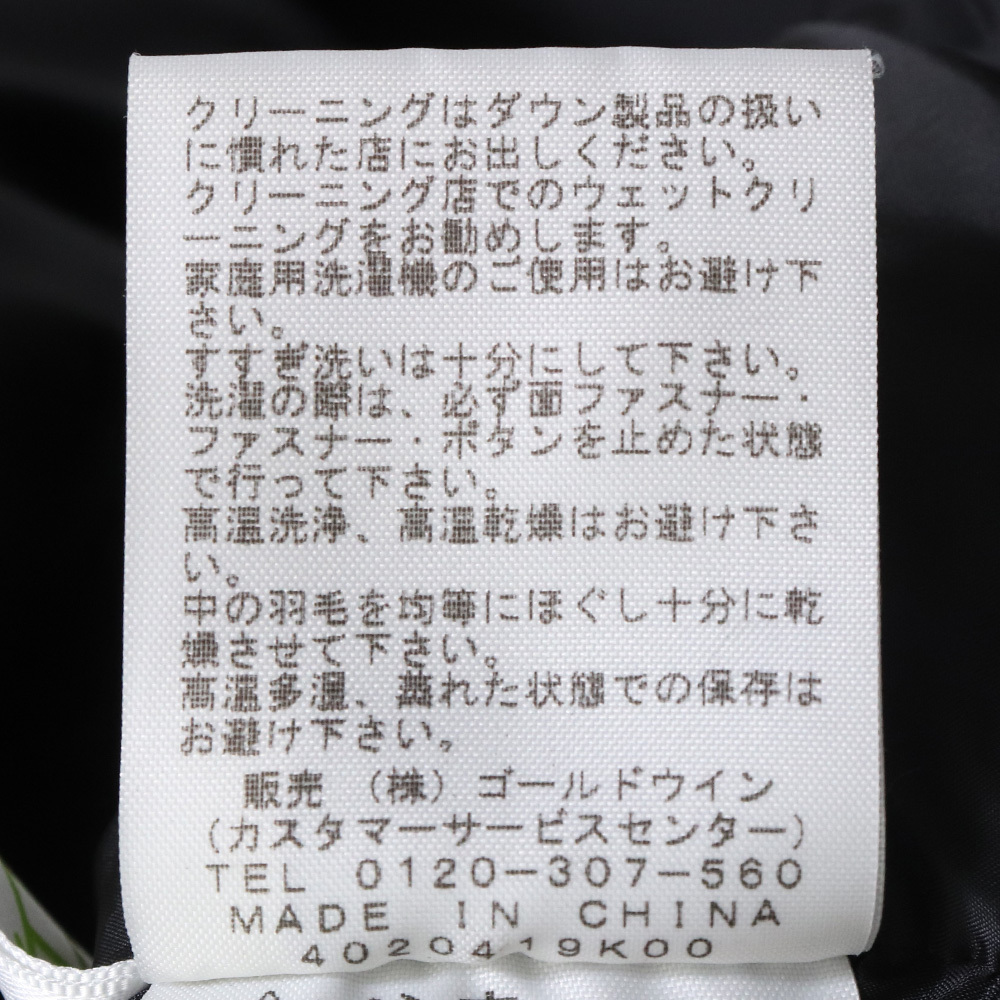 クリーニングはダウン製品の扱い
に慣れた店にお出しください。
クリーニング店でのウェットクリ
ーニングをお勧めします。
家庭用洗濯機のご使用はお避け下
さい。
すすぎ洗いは十分にして下さい。
洗濯の際は、必ず面ファスナー・
ファスナー・ボタンを止めた状態
で行って下さい。
高温洗浄、高温乾燥はお避け下さ
い。
中の羽毛を均等にほぐし十分に乾
燥させて下さい。
高温多湿、蒸れた状態での保存は
お避け下さい。
販売 (株) ゴールドウイン
(カスタマーサービスセンター)
TEL 0120-307-560
MADE IN CHINA
4020419K00